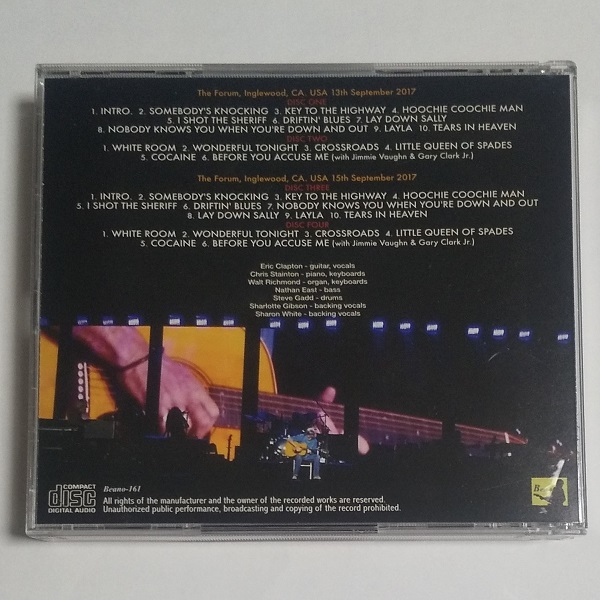 The Forum, Inglewood, CA. USA 13th September 2017
DISC ONE
1. INTRO. 2. SOMEBODY'S KNOCKING 3. KEY TO THE HIGHWAY 4. HOOCHIE COOCHIE MAN
5. I SHOT THE SHERIFF 6. DRIFTIN' BLUES 7. LAY DOWN SALLY
8. NOBODY KNOWS YOU WHEN YOU'RE DOWN AND OUT 9. LAYLA 10. TEARS IN HEAVEN
DISC TWO
1. WHITE ROOM 2. WONDERFUL TONIGHT 3. CROSSROADS 4. LITTLE QUEEN OF SPADES
5. COCAINE 6. BEFORE YOU ACCUSE ME (with Jimmie Vaughn & Gary Clark Jr.)
The Forum, Inglewood, CA. USA 15th September 2017
DISC THREE
1. INTRO. 2. SOMEBODY'S KNOCKING 3. KEY TO THE HIGHWAY 4. HOOCHIE COOCHIE MAN
5. I SHOT THE SHERIFF 6. DRIFTIN' BLUES 7. NOBODY KNOWS YOU WHEN YOU'RE DOWN AND OUT
8. LAY DOWN SALLY 9. LAYLA 10. TEARS IN HEAVEN
DISC FOUR
1. WHITE ROOM 2. WONDERFUL TONIGHT 3. CROSSROADS 4. LITTLE QUEEN OF SPADES
5. COCAINE 6. BEFORE YOU ACCUSE ME (with Jimmie Vaughn & Gary Clark Jr.)
Eric Clapton - guitar, vocals
Chris Stainton - piano, keyboards
Walt Richmond - organ, keyboards
Nathan East - bass
Steve Gadd - drums
Sharlotte Gibson - backing vocals
Sharon White - backing vocals
COMPACT
disc
DIGITAL AUDIO
Beano-161
All rights of the manufacturer and the owner of the recorded works are reserved.
Unauthorized public performance, broadcasting and copying of the record prohibited.